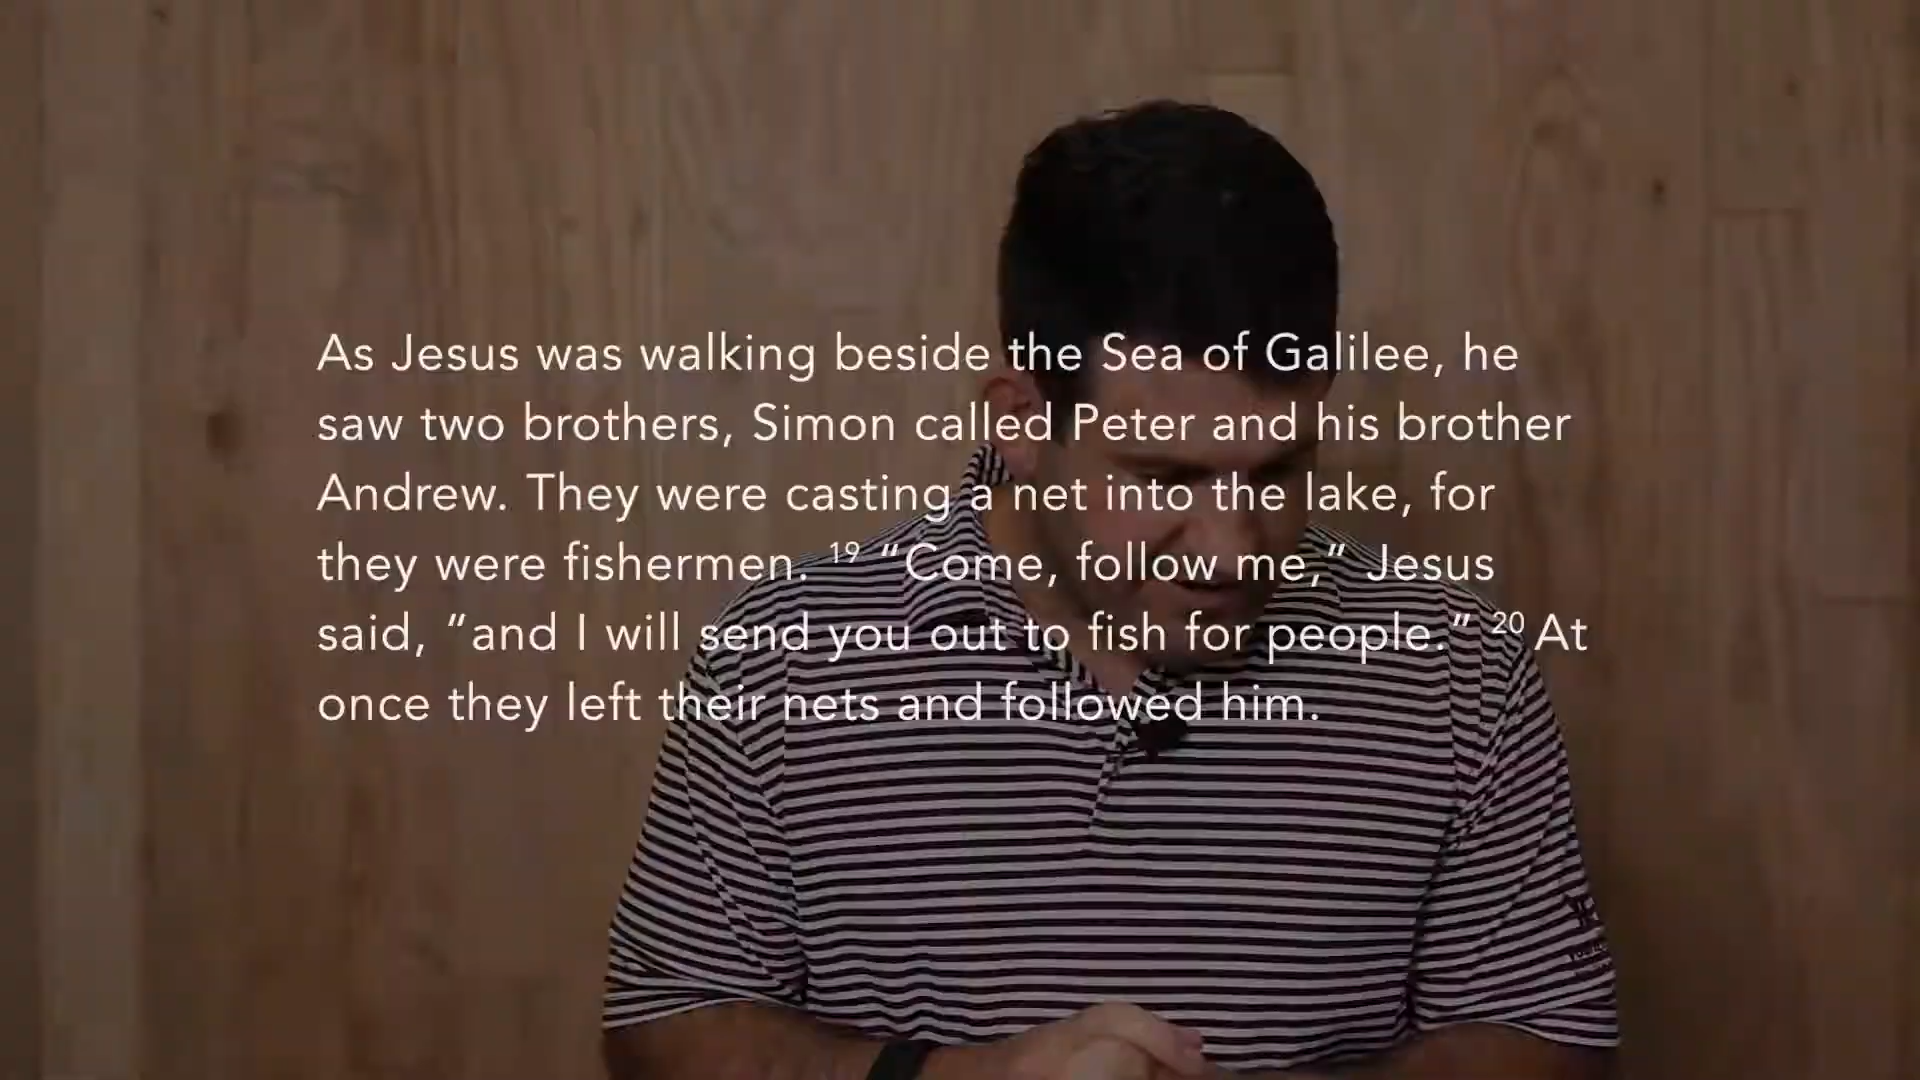 As Jesus was walking beside the Sea of Galilee, he
saw two brothers, Simon called Peter and his brother
Andrew. They were casting a net into the lake, for
they were fishermen. 19 “Come, follow me,” Jesus
said, “and I will send you out to fish for people.” 20 At
once they left their nets and followed him.